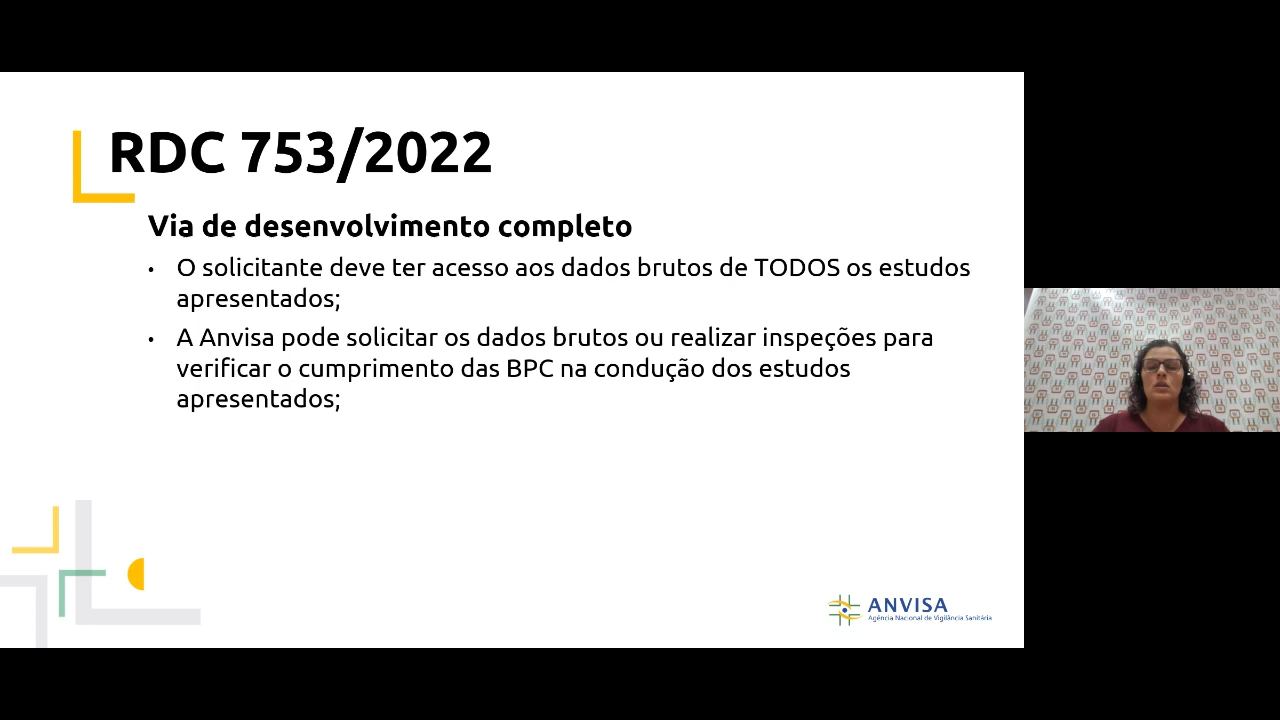 RDC 753/2022
Via de desenvolvimento completo
• O solicitante deve ter acesso aos dados brutos de TODOS os estudos
apresentados;
• A Anvisa pode solicitar os dados brutos ou realizar inspeções para
verificar o cumprimento das BPC na condução dos estudos
apresentados;
ANVISA
Agência Nacional de Vigilância Sanitária